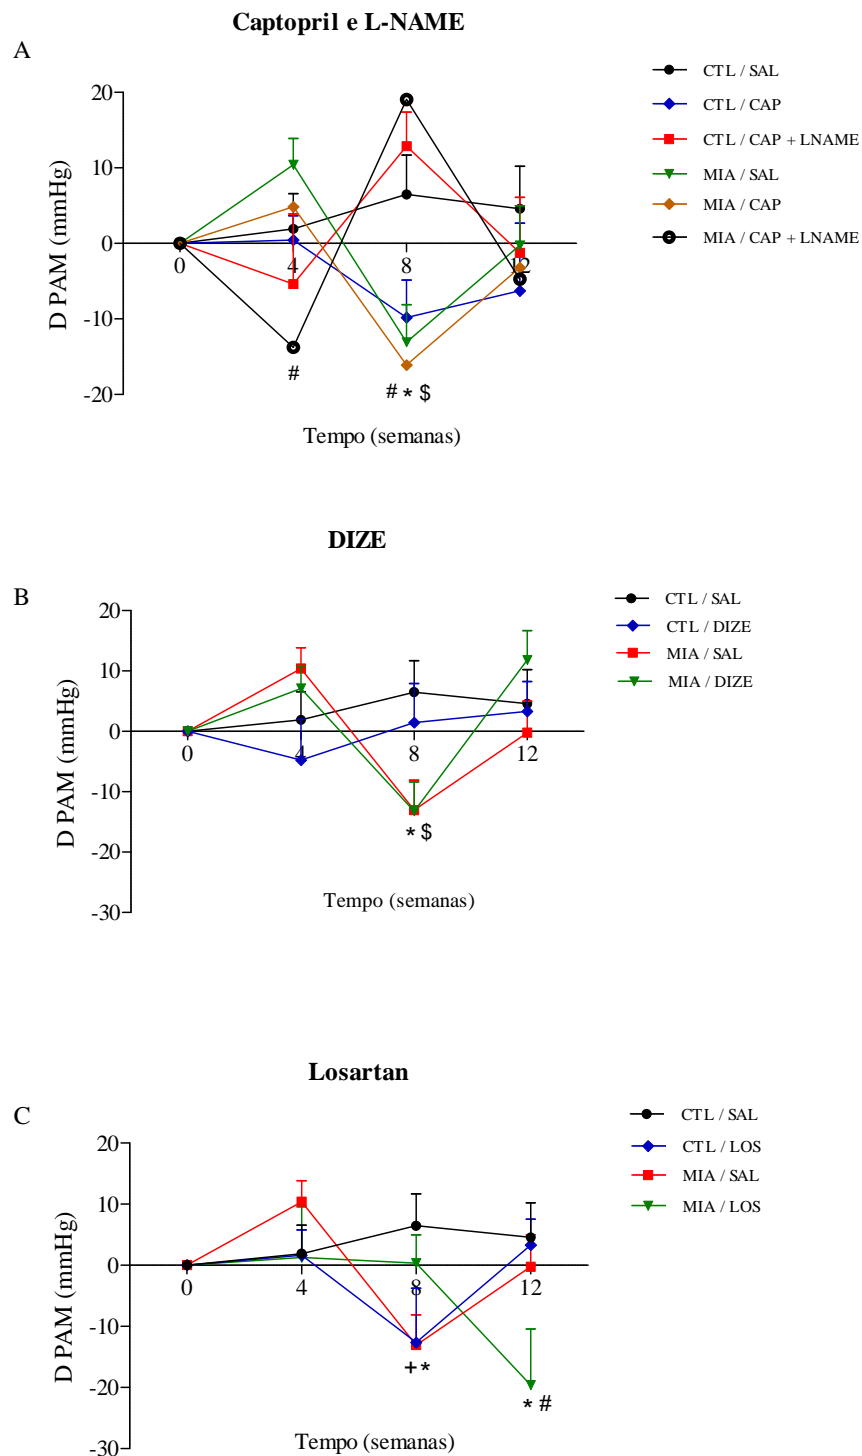 Captopril e L-NAME
A
CTL / SAL
CTL / CAP
CTL / CAP + LNAME
MIA / SAL
MIA / CAP
MIA / CAP + LNAME
20
10
0
-10
-20
D PAM (mmHg)
0 4 8 12
#
# * $
Tempo (semanas)
DIZE
B
CTL / SAL
CTL / DIZE
MIA / SAL
MIA / DIZE
20
10
0
-10
-20
-30
D PAM (mmHg)
0 4 8 12
* $
Tempo (semanas)
Losartan
C
CTL / SAL
CTL / LOS
MIA / SAL
MIA / LOS
20
10
0
-10
-20
-30
D PAM (mmHg)
0 4 8 12
+ *
* #
Tempo (semanas)